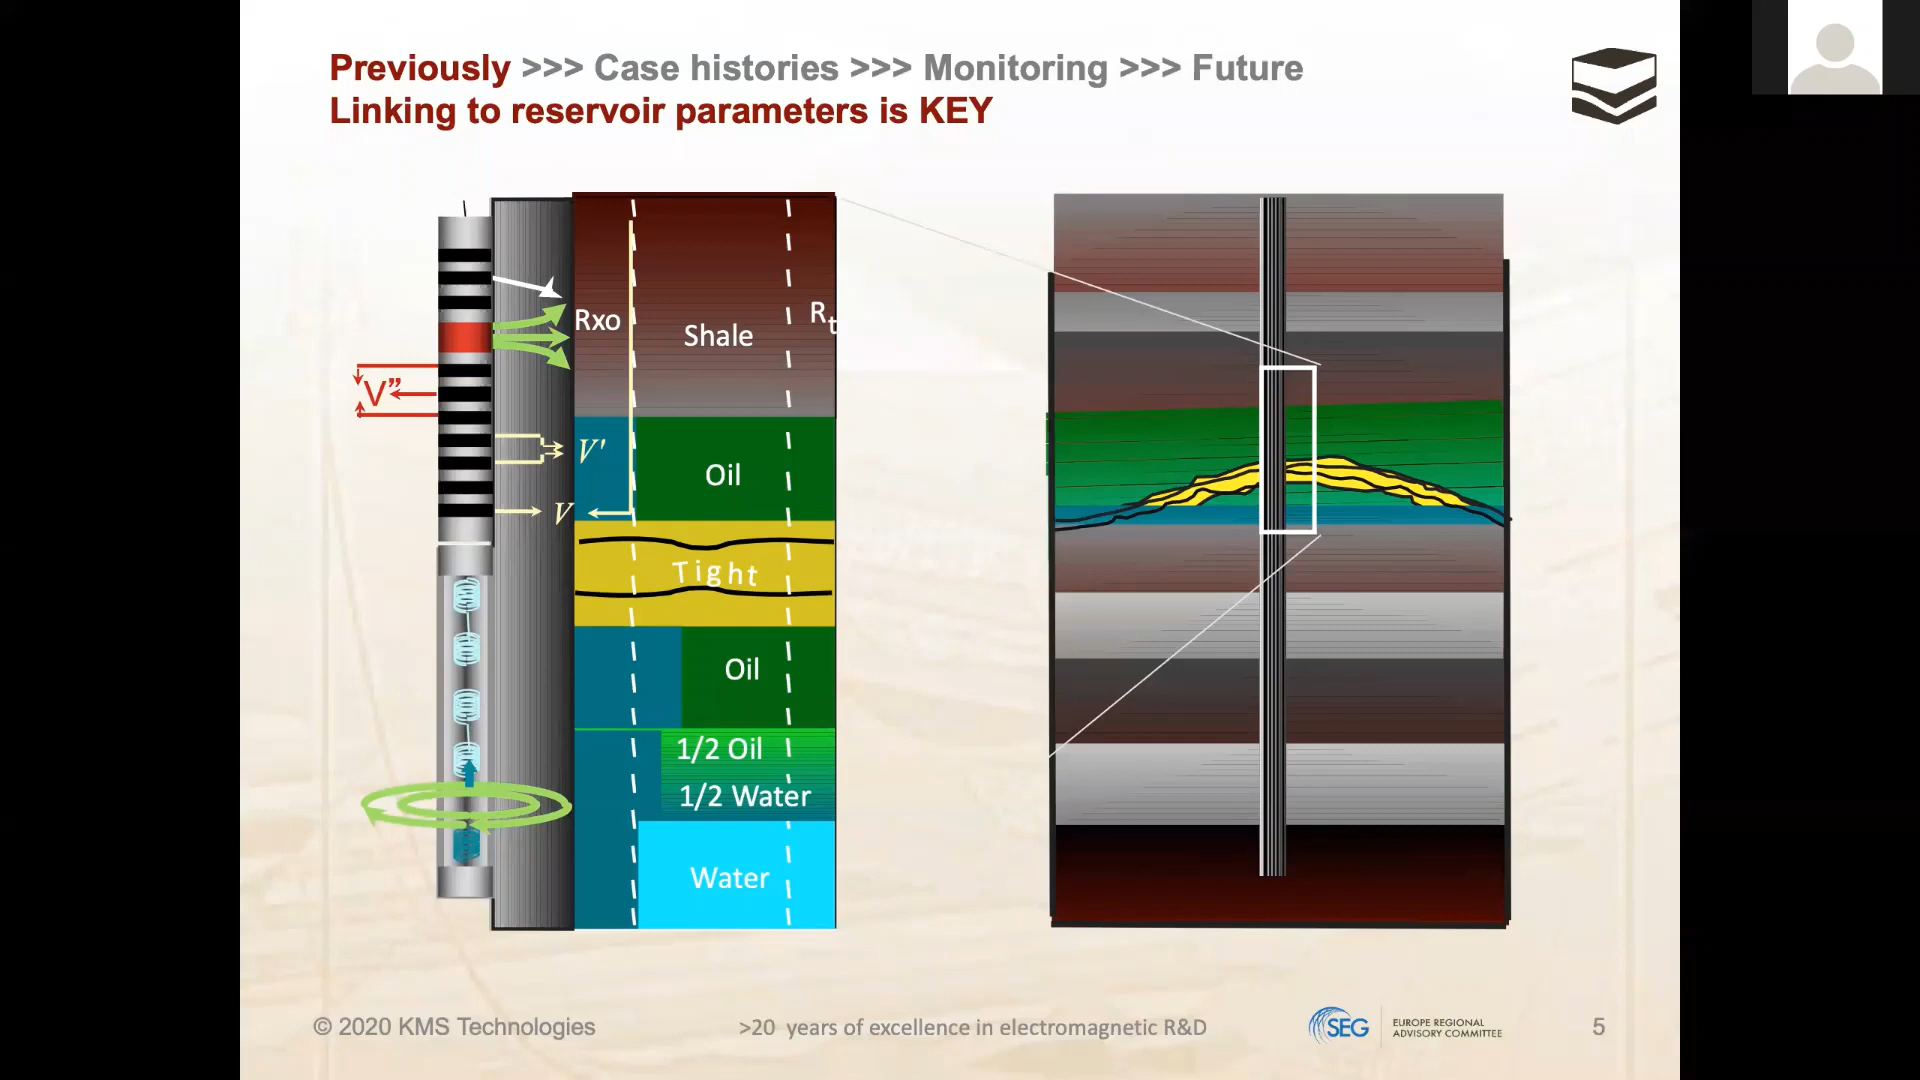 Previously >>> Case histories >>> Monitoring >>> Future
Linking to reservoir parameters is KEY
Rxo
Shale
Rt
V”
V'
V
Oil
Tight
Oil
1/2 Oil
1/2 Water
Water
© 2020 KMS Technologies
>20 years of excellence in electromagnetic R&D
SEG
EUROPE REGIONAL
ADVISORY COMMITTEE
5